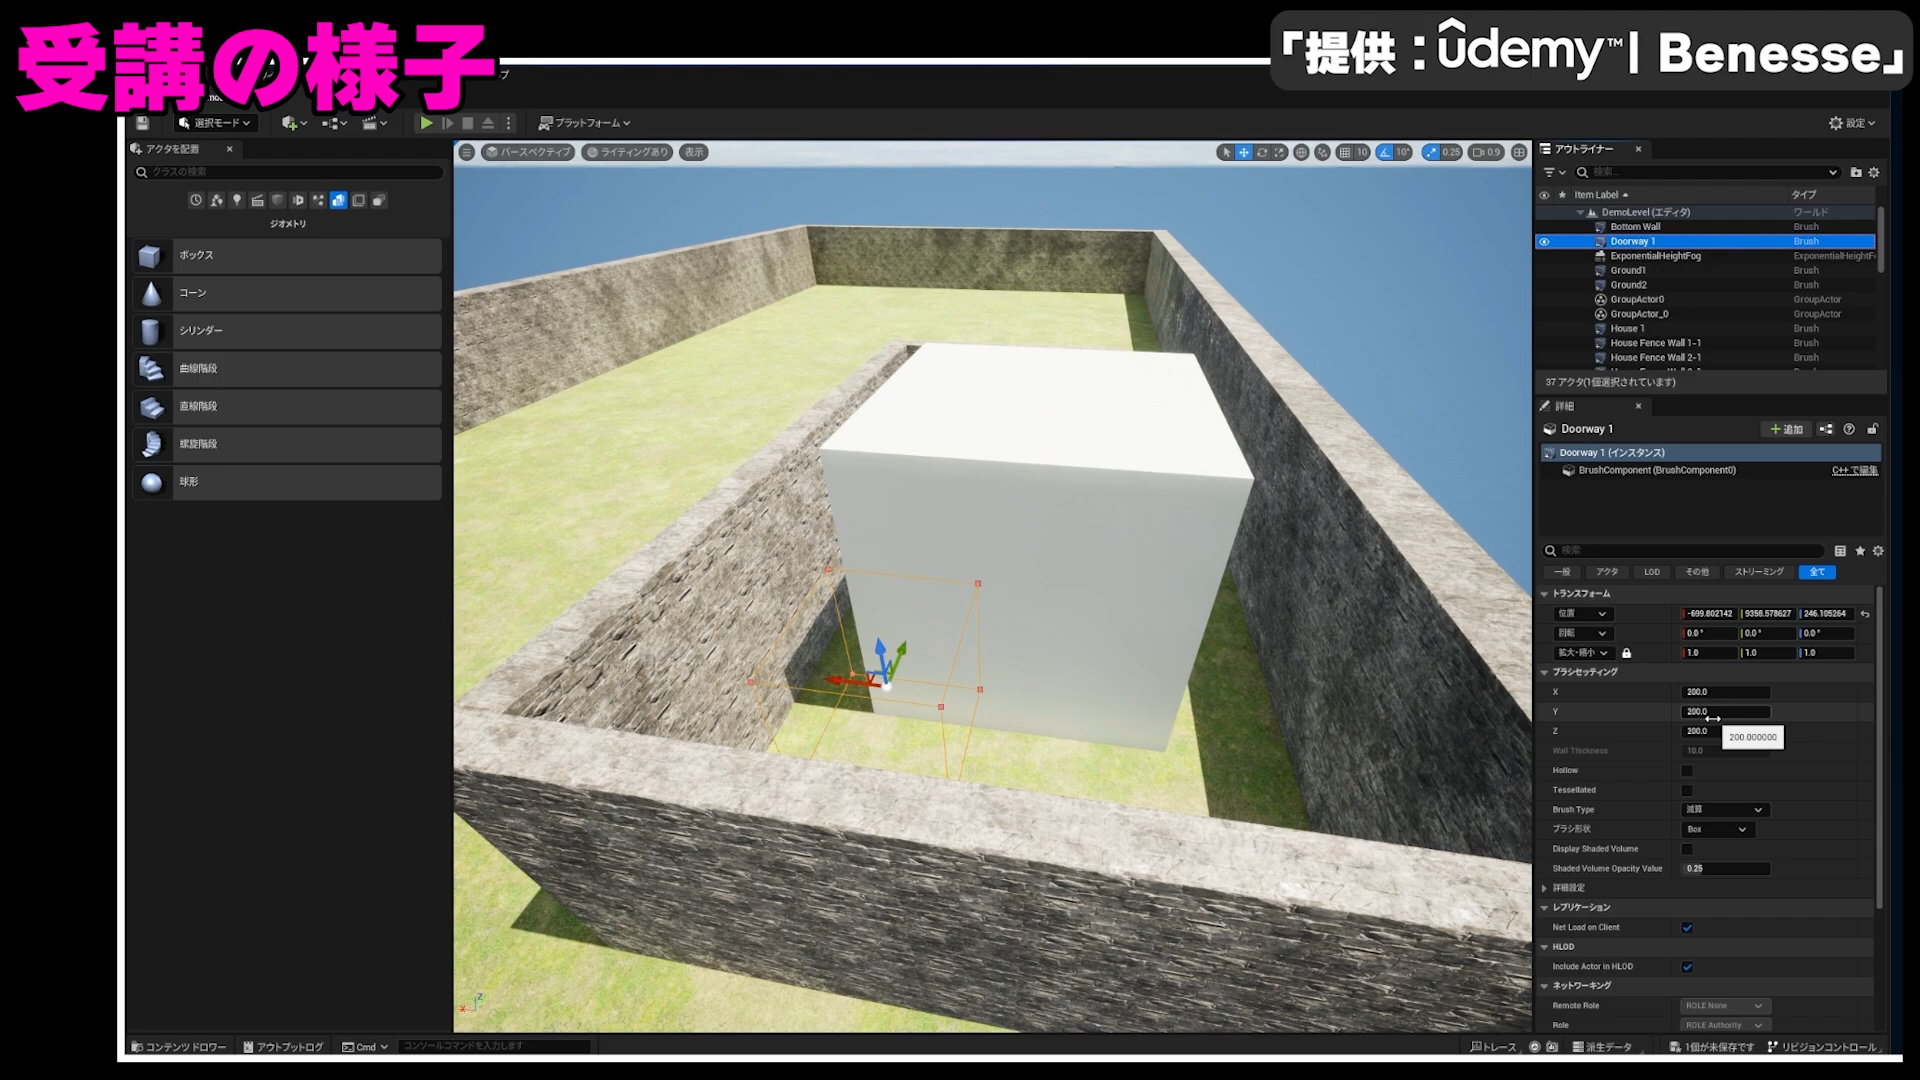 受講の様子
「提供：ûdemy™ | Benesse」
選択モード
プラットフォーム
設定
アクタを配置
クラスの検索
ジオメトリ
ボックス
コーン
シリンダー
曲線階段
直線階段
螺旋階段
球形
パースペクティブ
ライティングあり
表示
10
10°
0.25
0.9
アウトライナー
検索...
Item Label
タイプ
DemoLevel (エディタ)
ワールド
Bottom Wall
Brush
Doorway 1
Brush
ExponentialHeightFog
ExponentialHeightF
Ground1
Brush
Ground2
Brush
GroupActor0
GroupActor
GroupActor_0
GroupActor
House 1
Brush
House Fence Wall 1-1
Brush
House Fence Wall 2-1
Brush
37 アクタ(1個選択されています)
詳細
Doorway 1
追加
Doorway 1 (インスタンス)
BrushComponent (BrushComponent0)
C++ で編集
検索
一般
アクタ
LOD
その他
ストリーミング
全て
トランスフォーム
位置
-699.802142
9358.578627
246.105264
回転
0.0°
0.0°
0.0°
拡大・縮小
1.0
1.0
1.0
ブラシセッティング
X
200.0
Y
200.0
Z
200.0
200.000000
Wall Thickness
10.0
Hollow
Tessellated
Brush Type
減算
ブラシ形状
Box
Display Shaded Volume
Shaded Volume Opacity Value
0.25
詳細設定
レプリケーション
Net Load on Client
HLOD
Include Actor in HLOD
ネットワーキング
Remote Role
ROLE None
Role
ROLE Authority
コンテンツドロワー
アウトプットログ
Cmd
コンソールコマンドを入力します
トレース
派生データ
1個が未保存です
リビジョンコントロール